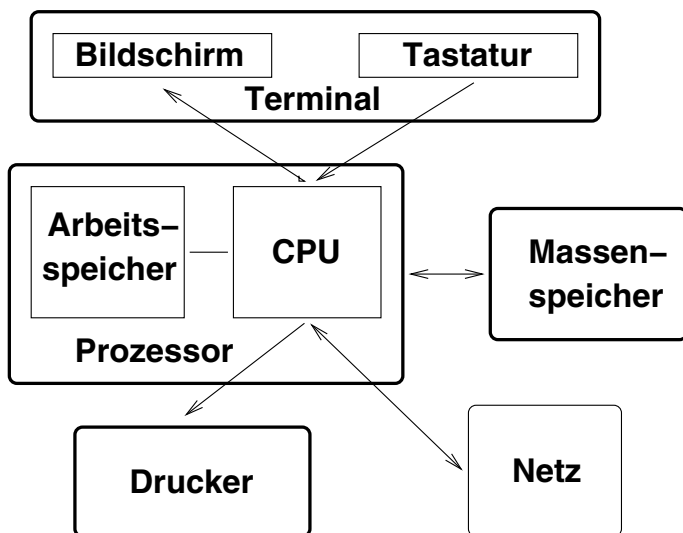 Bildschirm
Tastatur
Terminal
Arbeits–
speicher
CPU
Prozessor
Massen–
speicher
Drucker
Netz